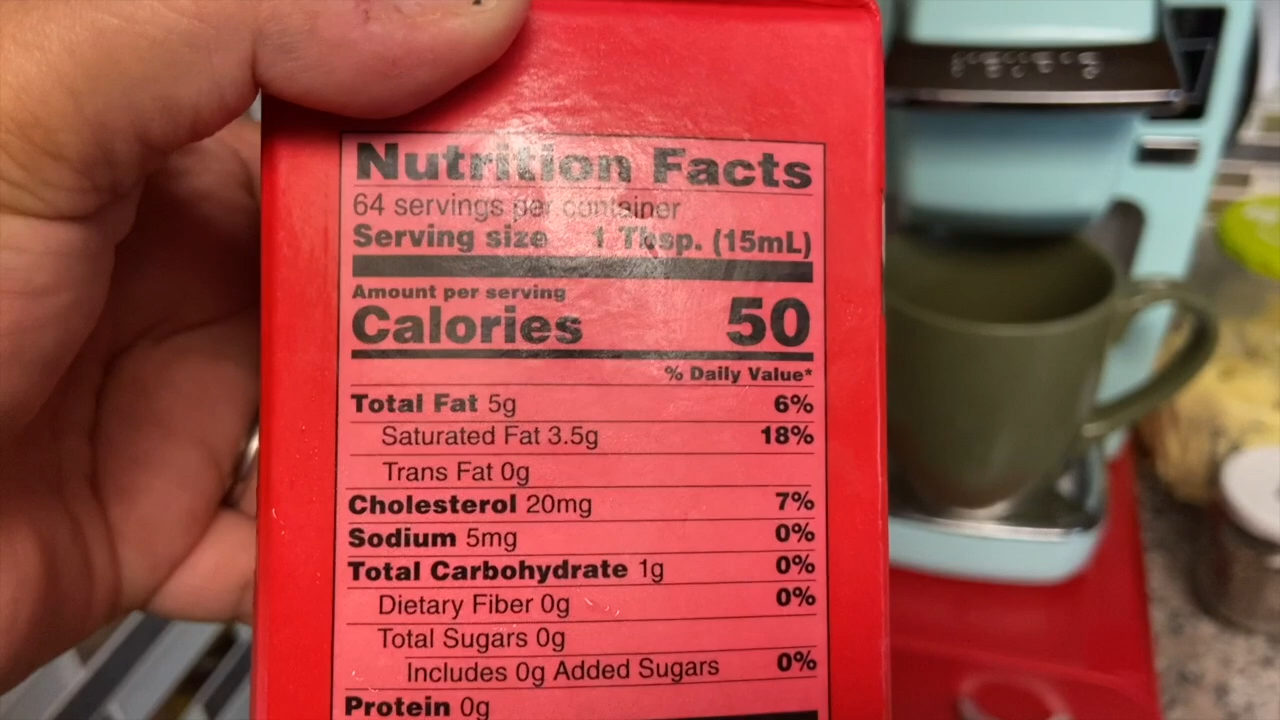 Nutrition Facts
64 servings per container
Serving size 1 Tbsp. (15mL)
Amount per serving
Calories 50
% Daily Value*
Total Fat 5g 6%
Saturated Fat 3.5g 18%
Trans Fat 0g
Cholesterol 20mg 7%
Sodium 5mg 0%
Total Carbohydrate 1g 0%
Dietary Fiber 0g 0%
Total Sugars 0g
Includes 0g Added Sugars 0%
Protein 0g